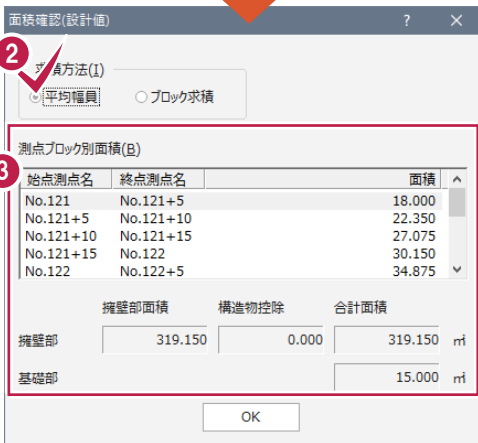 面積確認(設計値) ? ×
2
求積方法(I)
平均幅員 ブロック求積
測点ブロック別面積(B)
3
始点測点名 終点測点名 面積
No.121 No.121+5 18.000
No.121+5 No.121+10 22.350
No.121+10 No.121+15 27.075
No.121+15 No.122 30.150
No.122 No.122+5 34.875
擁壁部面積 構造物控除 合計面積
擁壁部 319.150 0.000 319.150 ㎡
基礎部 15.000 ㎡
OK